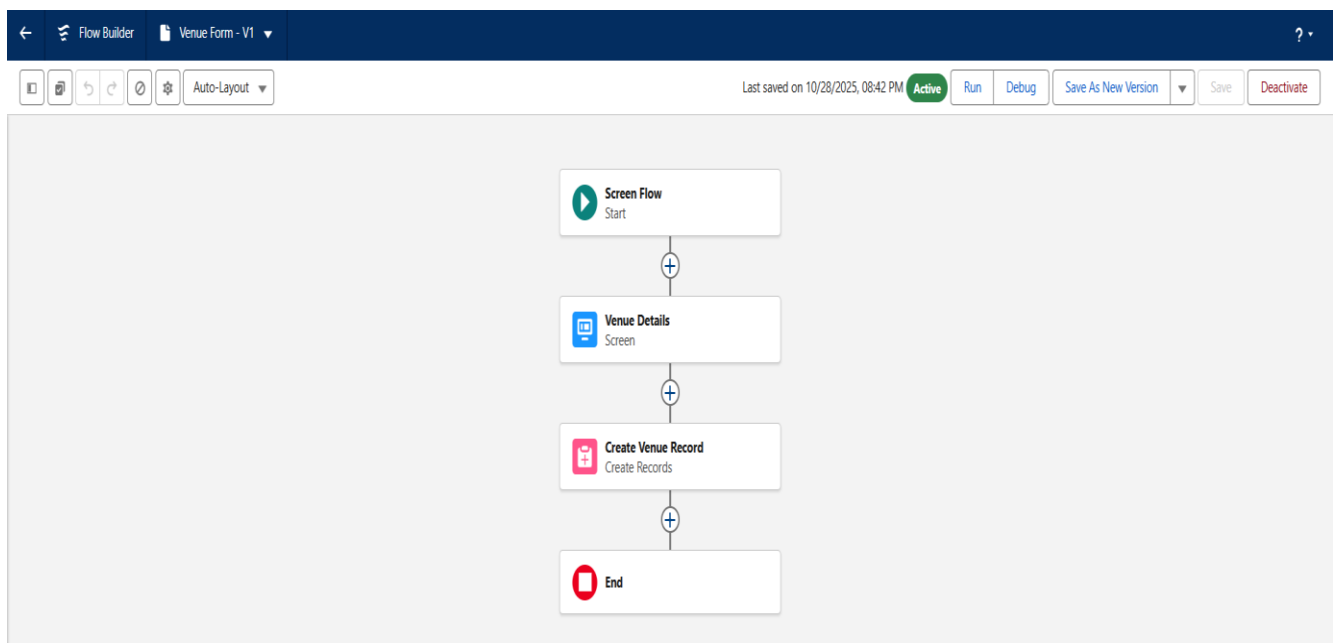 Flow Builder
Venue Form - V1
?
Auto-Layout
Last saved on 10/28/2025, 08:42 PM
Active
Run
Debug
Save As New Version
Save
Deactivate
Screen Flow
Start
Venue Details
Screen
Create Venue Record
Create Records
End